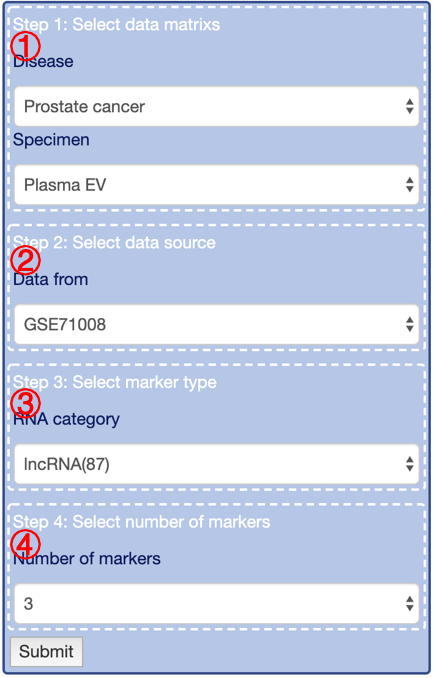 Step 1: Select data matrixs
①
Disease
Prostate cancer
Specimen
Plasma EV
Step 2: Select data source
②
Data from
GSE71008
Step 3: Select marker type
③
RNA category
lncRNA(87)
Step 4: Select number of markers
④
Number of markers
3
Submit